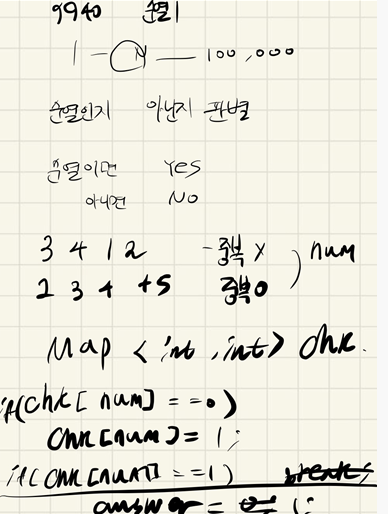 9940 순열1
1 - N — 100,000
순열인지 아닌지 판별
순열이면 Yes
아니면 No
3 4 1 2 - 중복 X
2 3 4 +5 중복 O ) num
Map <int, int> chk.
if(chk[num] == 0)
chk[num] = 1;
if(chk[num] == 1) break;
answer = 1;